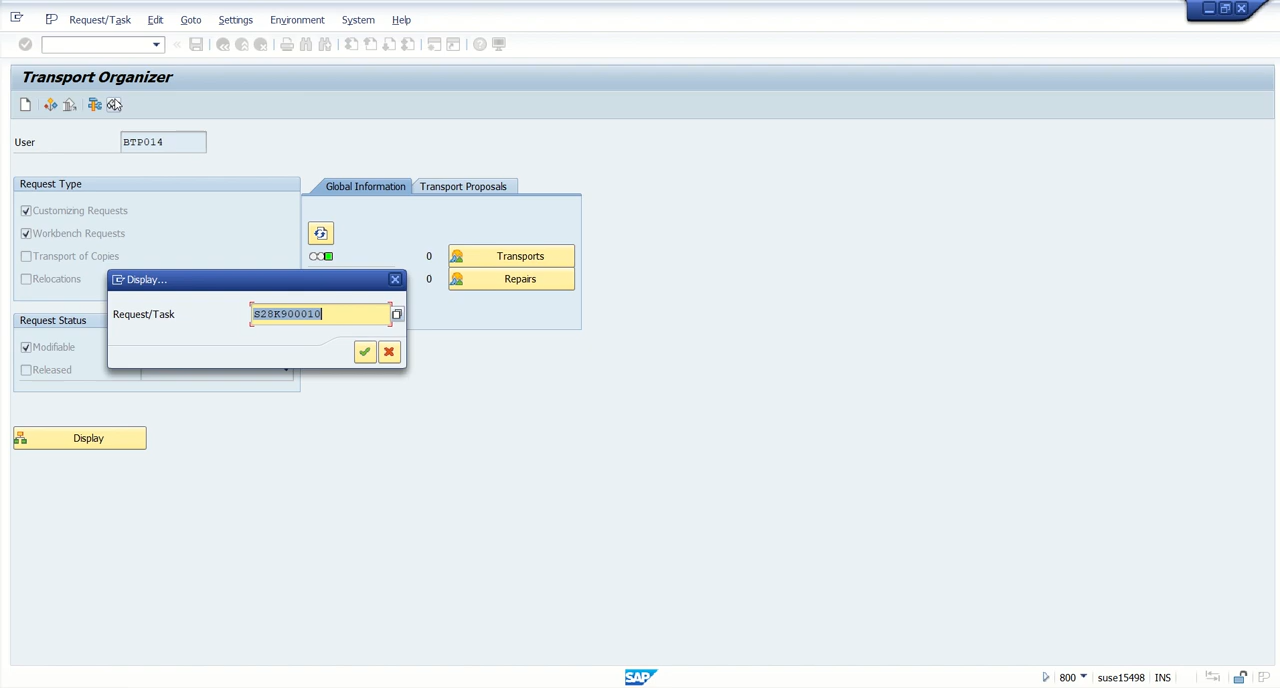 Request/Task Edit Goto Settings Environment System Help
Transport Organizer
User BTP014
Request Type
Customizing Requests
Workbench Requests
Transport of Copies
Relocations
Global Information Transport Proposals
0 Transports
0 Repairs
Display...
Request/Task S28K900010
Request Status
Modifiable
Released
Display
SAP 800 suse15498 INS